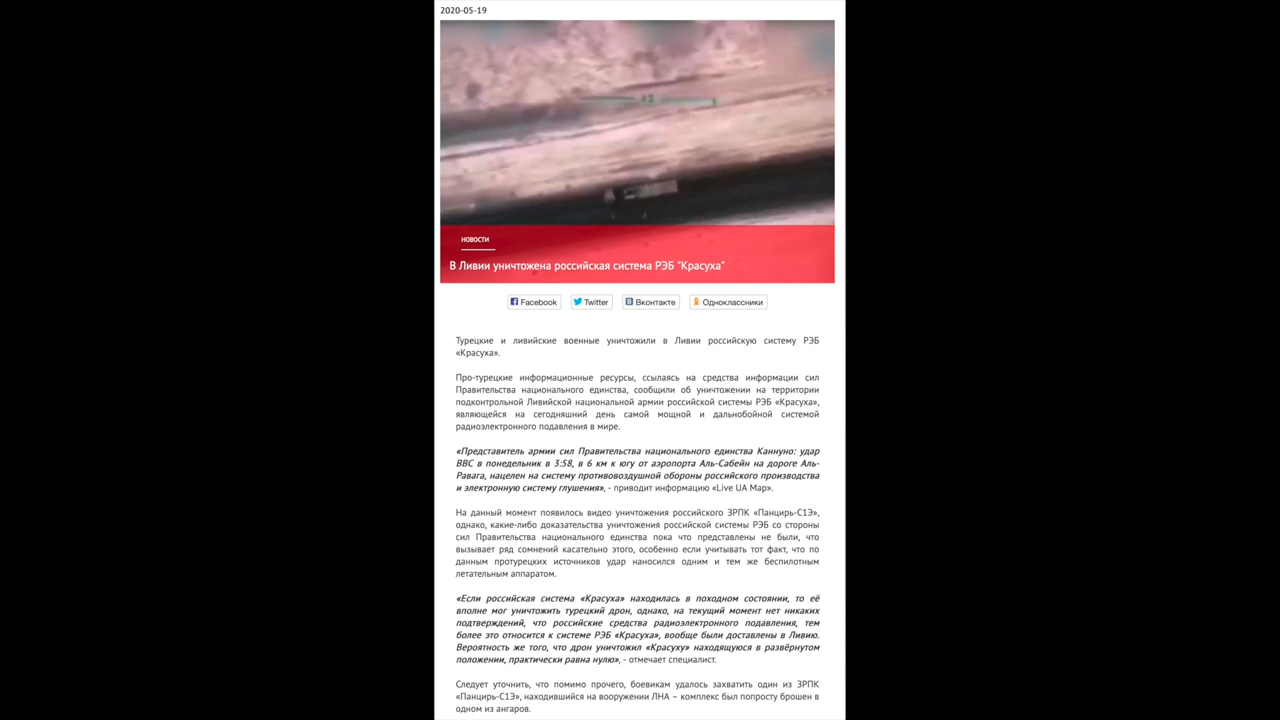 2020-05-19
НОВОСТИ
В Ливии уничтожена российская система РЭБ "Красуха"
Facebook Twitter Вконтакте Одноклассники
Турецкие и ливийские военные уничтожили в Ливии российскую систему РЭБ
«Красуха».
Про-турецкие информационные ресурсы, ссылаясь на средства информации сил
Правительства национального единства, сообщили об уничтожении на территории
подконтрольной Ливийской национальной армии российской системы РЭБ «Красуха»,
являющейся на сегодняшний день самой мощной и дальнобойной системой
радиоэлектронного подавления в мире.
«Представитель армии сил Правительства национального единства Каннуно: удар
ВВС в понедельник в 3:58, в 6 км к югу от аэропорта Аль-Сабейн на дороге Аль-
Равага, нацелен на систему противовоздушной обороны российского производства
и электронную систему глушения», - приводит информацию «Live UA Map».
На данный момент появилось видео уничтожения российского ЗРПК «Панцирь-С1Э»,
однако, какие-либо доказательства уничтожения российской системы РЭБ со стороны
сил Правительства национального единства пока что представлены не были, что
вызывает ряд сомнений касательно этого, особенно если учитывать тот факт, что по
данным протурецких источников удар наносился одним и тем же беспилотным
летательным аппаратом.
«Если российская система «Красуха» находилась в походном состоянии, то её
вполне мог уничтожить турецкий дрон, однако, на текущий момент нет никаких
подтверждений, что российские средства радиоэлектронного подавления, тем
более это относится к системе РЭБ «Красуха», вообще были доставлены в Ливию.
Вероятность же того, что дрон уничтожил «Красуху» находящуюся в развёрнутом
положении, практически равна нулю», - отмечает специалист.
Следует уточнить, что помимо прочего, боевикам удалось захватить один из ЗРПК
«Панцирь-С1Э», находившийся на вооружении ЛНА – комплекс был попросту брошен в
одном из ангаров.